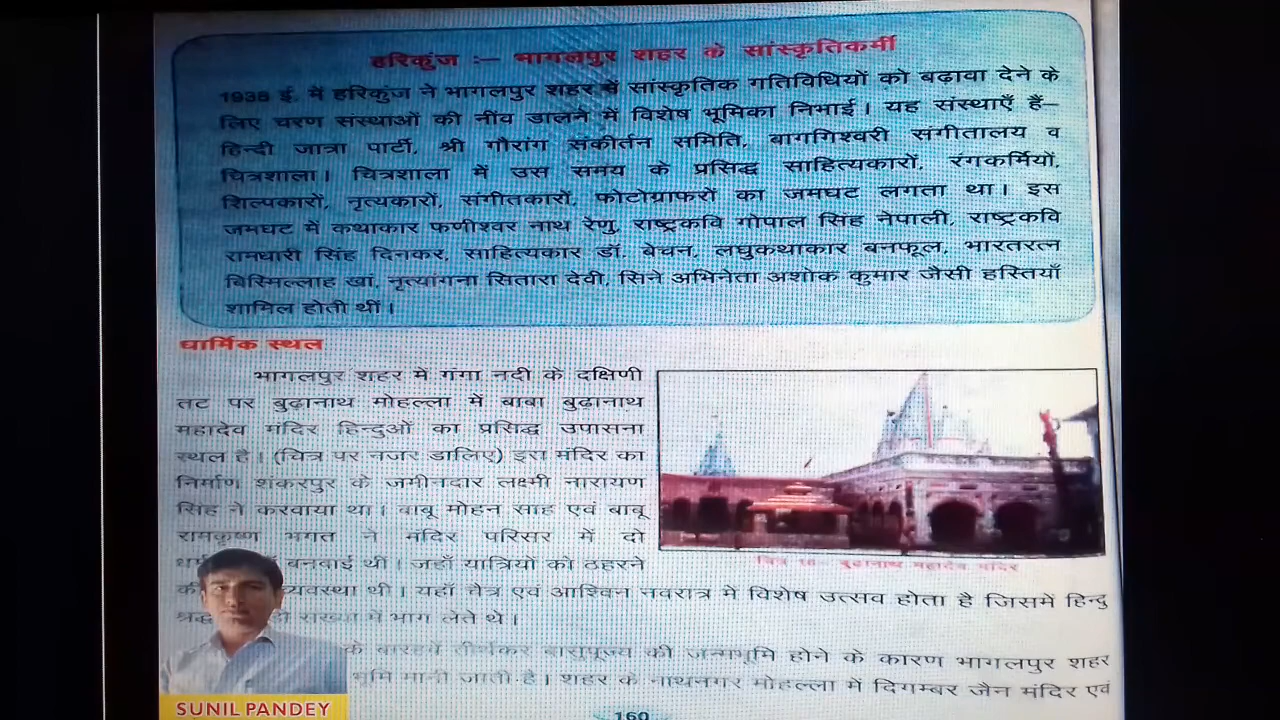 हरिकुंज :– भागलपुर शहर के सांस्कृतिकर्मी
1938 ई. में हरिकुंज ने भागलपुर शहर में सांस्कृतिक गतिविधियों को बढ़ावा देने के
लिए चरण संस्थाओं की नींव डालने में विशेष भूमिका निभाई। यह संस्थाएँ हैं–
हिन्दी जात्रा पार्टी, श्री गौरांग संकीर्तन समिति, बागगिश्वरी संगीतालय व
चित्रशाला। चित्रशाला में उस समय के प्रसिद्ध साहित्यकारों, रंगकर्मियों,
शिल्पकारों, नृत्यकारों, संगीतकारों, फोटोग्राफरों का जमघट लगता था। इस
जमघट में कथाकार फणीश्वर नाथ रेणु, राष्ट्रकवि गोपाल सिंह नेपाली, राष्ट्रकवि
रामधारी सिंह दिनकर, साहित्यकार डॉ. बेचन, लघुकथाकार बनफूल, भारतरत्न
बिस्मिल्लाह खां, नृत्यांगना सितारा देवी, सिने अभिनेता अशोक कुमार जैसी हस्तियाँ
शामिल होती थीं।
धार्मिक स्थल
भागलपुर शहर में गंगा नदी के दक्षिणी
तट पर बुढ़ानाथ मोहल्ला में बाबा बुढ़ानाथ
महादेव मंदिर हिन्दुओं का प्रसिद्ध उपासना
स्थल है। (चित्र पर नजर डालिए) इस मंदिर का
निर्माण शंकरपुर के जमीनदार लक्ष्मी नारायण
सिंह ने करवाया था। बाबू मोहन साह एवं बाबू
रामकृष्ण भगत ने मंदिर परिसर में दो
बनवाई थी। जहाँ यात्रियों को ठहरने
की व्यवस्था थी। यहाँ चैत्र एवं आश्विन नवरात्र में विशेष उत्सव होता है जिसमें हिन्दु
संख्या में भाग लेते थे।
चित्र 16 बुढ़ानाथ महादेव मंदिर
के बारहवें तीर्थंकर बासुपूज्य की जन्मभूमि होने के कारण भागलपुर शहर
भूमि मानी जाती है। शहर के नाथनगर मोहल्ला में दिगम्बर जैन मंदिर एवं
160
SUNIL PANDEY